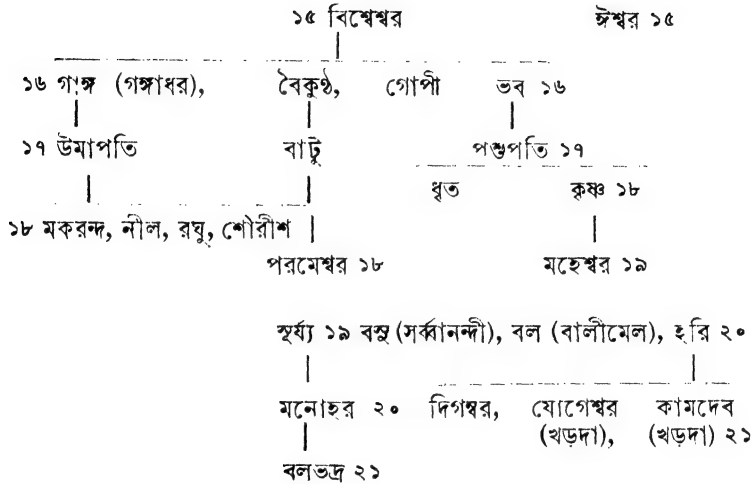 ১৫ বিশ্বেশ্বর ঈশ্বর ১৫
১৬ গাঙ্গ (গঙ্গাধর), বৈকুণ্ঠ, গোপী ভব ১৬
১৭ উমাপতি বাটু পশুপতি ১৭
ধৃত কৃষ্ণ ১৮
১৮ মকরন্দ, নীল, রঘু, শৌরীশ
পরমেশ্বর ১৮ মহেশ্বর ১৯
সূর্য্য ১৯ বসু (সর্ব্বানন্দী), বল (বালীমেল), হরি ২০
মনোহর ২০ দিগম্বর, যোগেশ্বর কামদেব
(খড়দা), (খড়দা) ২১
বলভদ্র ২১